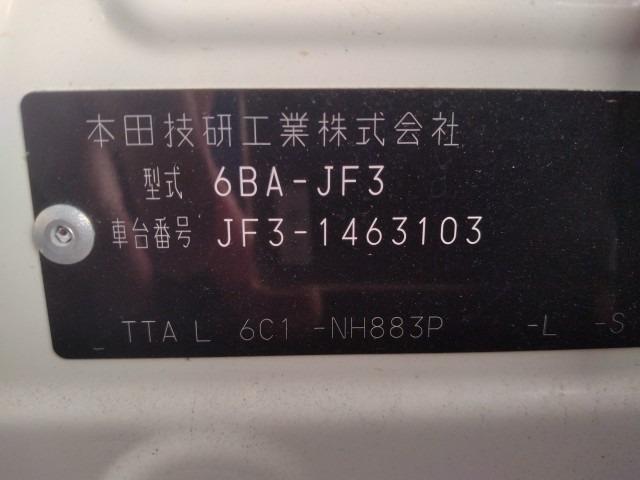 本田技研工業株式会社
型式 6BA-JF3
車台番号 JF3-1463103
_ TTA L 6C1 -NH883P -L -S